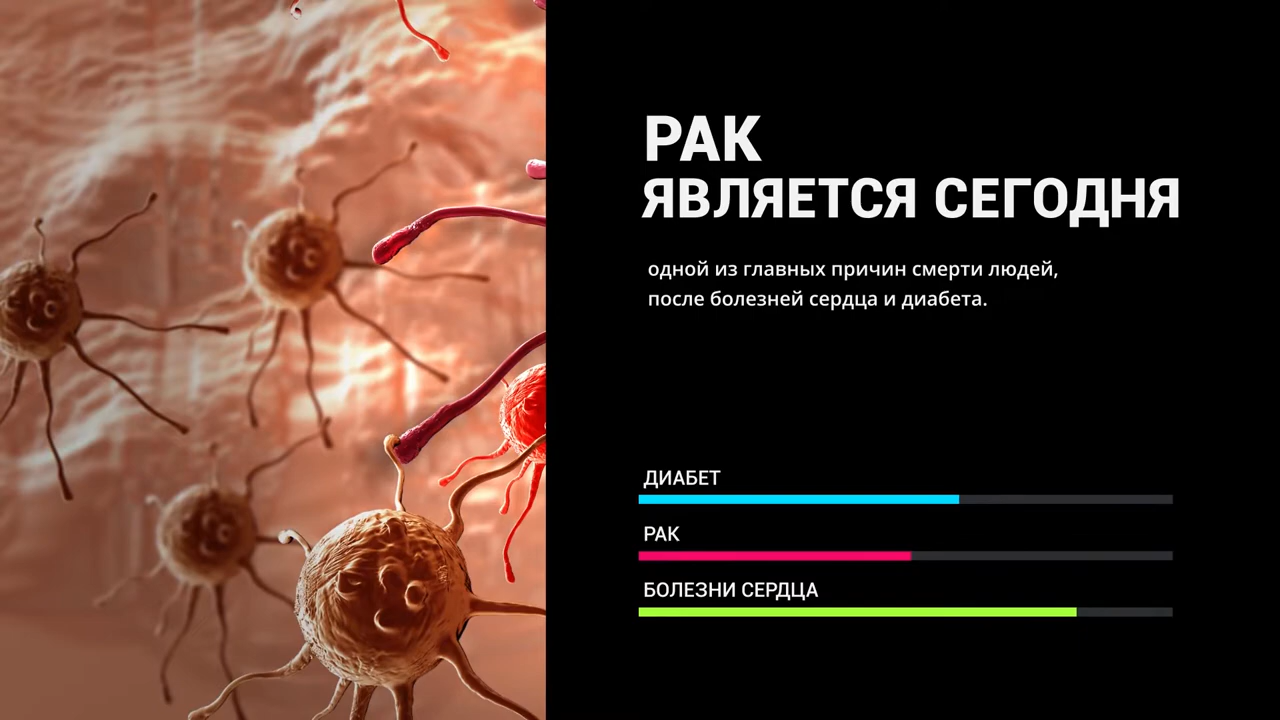 РАК
ЯВЛЯЕТСЯ СЕГОДНЯ
одной из главных причин смерти людей,
после болезней сердца и диабета.
ДИАБЕТ
РАК
БОЛЕЗНИ СЕРДЦА